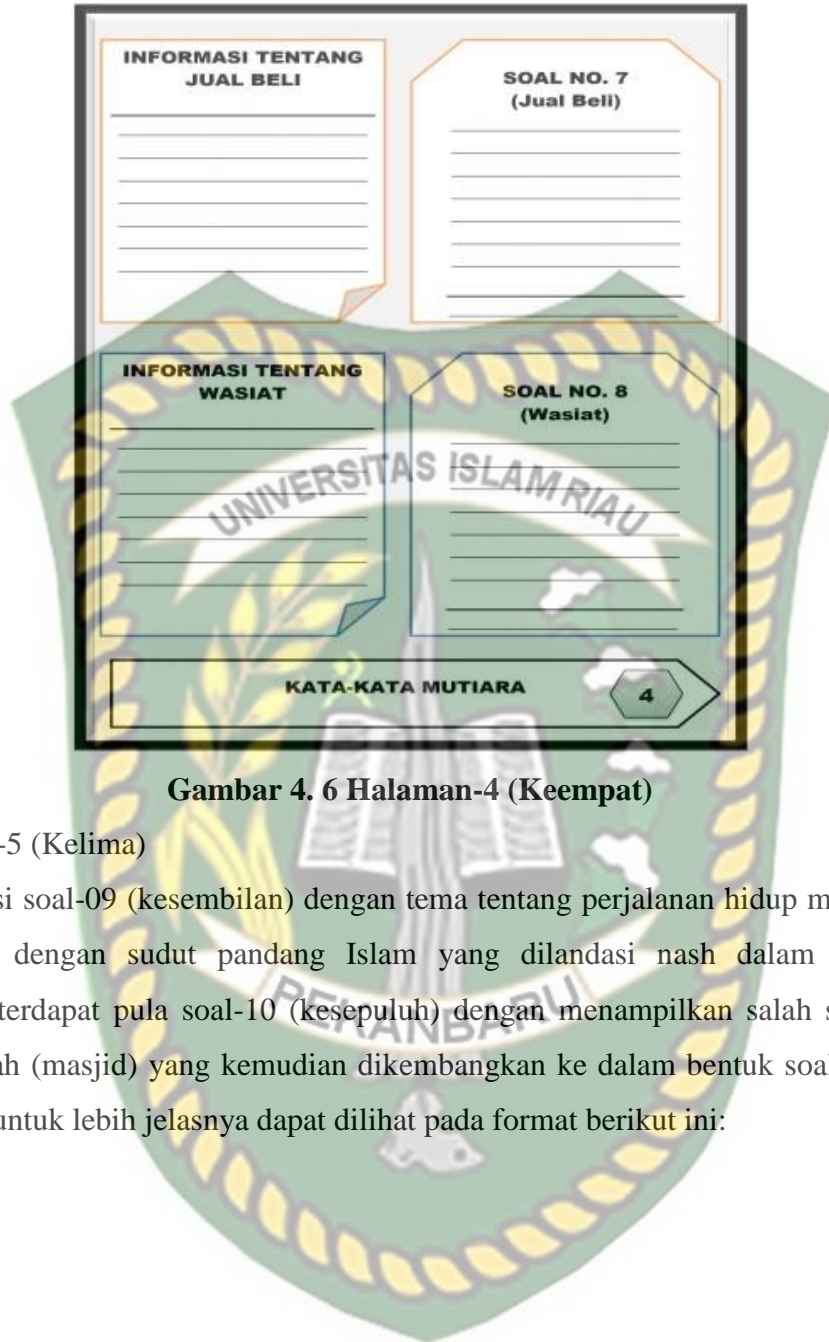 INFORMASI TENTANG
JUAL BELI
SOAL NO. 7
(Jual Beli)
INFORMASI TENTANG
WASIAT
SOAL NO. 8
(Wasiat)
UNIVERSITAS ISLAM RIAU
KATA-KATA MUTIARA
4
Gambar 4. 6 Halaman-4 (Keempat)
-5 (Kelima)
si soal-09 (kesembilan) dengan tema tentang perjalanan hidup m
dengan sudut pandang Islam yang dilandasi nash dalam
terdapat pula soal-10 (kesepuluh) dengan menampilkan salah s
ah (masjid) yang kemudian dikembangkan ke dalam bentuk soal
untuk lebih jelasnya dapat dilihat pada format berikut ini:
PEKANBARU